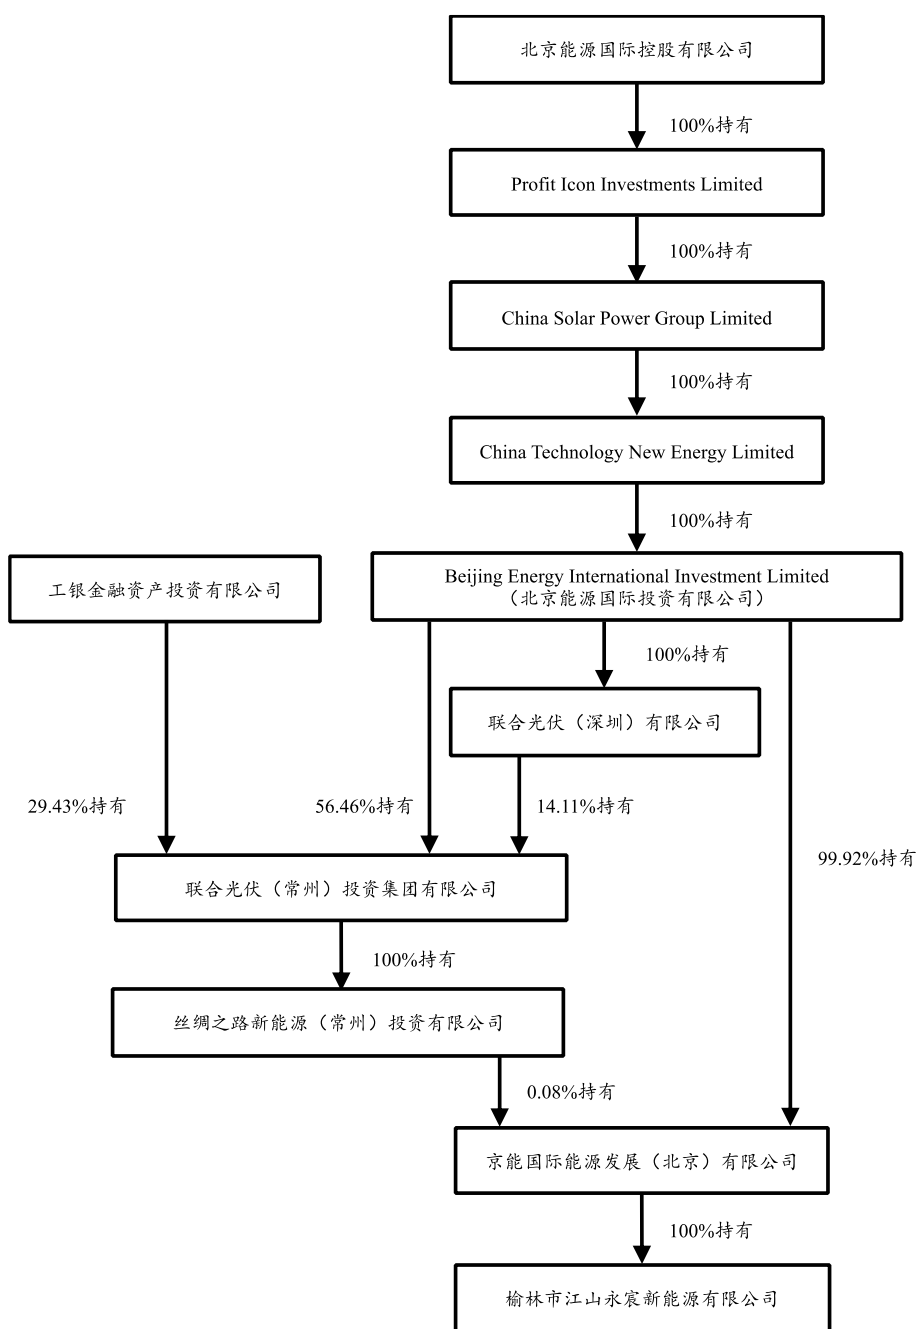 北京能源国际控股有限公司
100%持有
Profit Icon Investments Limited
100%持有
China Solar Power Group Limited
100%持有
China Technology New Energy Limited
100%持有
工银金融资产投资有限公司
Beijing Energy International Investment Limited
（北京能源国际投资有限公司）
100%持有
联合光伏（深圳）有限公司
29.43%持有
56.46%持有
14.11%持有
99.92%持有
联合光伏（常州）投资集团有限公司
100%持有
丝绸之路新能源（常州）投资有限公司
0.08%持有
京能国际能源发展（北京）有限公司
100%持有
榆林市江山永宸新能源有限公司